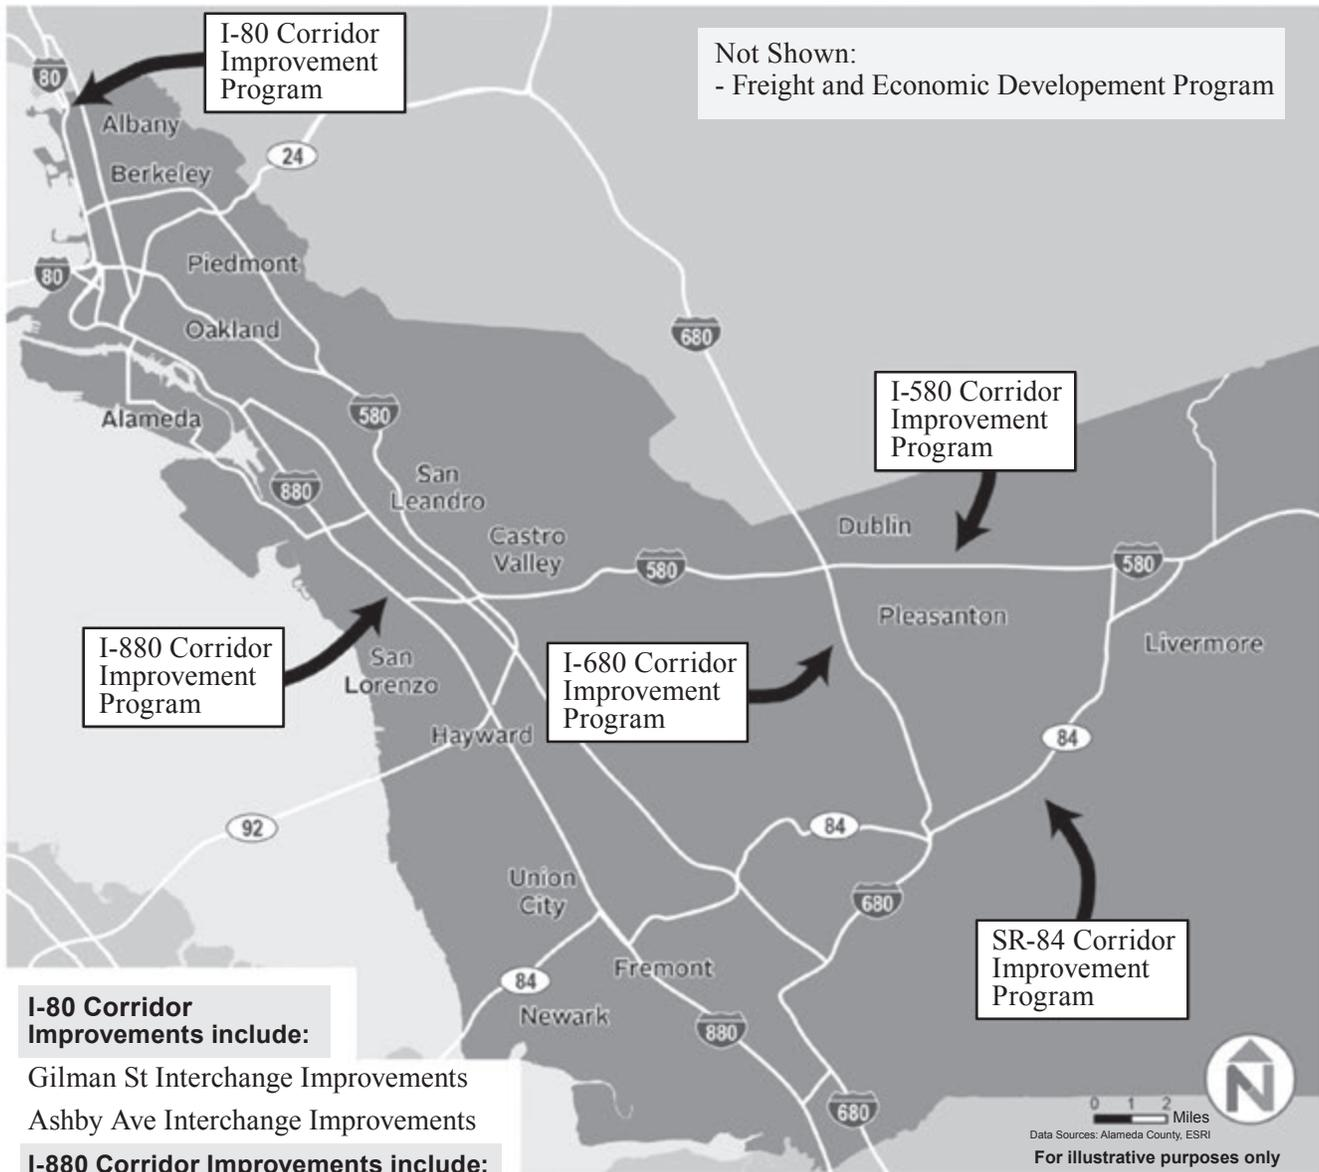 I-80 Corridor
Improvement
Program
Not Shown:
- Freight and Economic Developement Program
80
Albany
24
Berkeley
Piedmont
80
Oakland
680
I-580 Corridor
Improvement
Program
Alameda
580
San
Leandro
880
Dublin
Castro
Valley
580
580
Pleasanton
Livermore
I-880 Corridor
Improvement
Program
San
Lorenzo
I-680 Corridor
Improvement
Program
Hayward
84
92
84
Union
City
680
SR-84 Corridor
Improvement
Program
Fremont
84
Newark
880
I-80 Corridor
Improvements include:
Gilman St Interchange Improvements
Ashby Ave Interchange Improvements
I-880 Corridor Improvements include:
680
N
0 1 2 Miles
Data Sources: Alameda County, ESRI
For illustrative purposes only